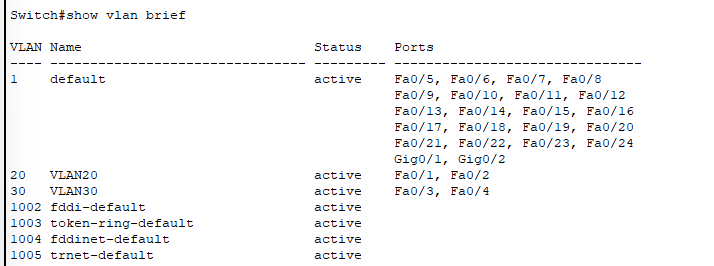 Switch#show vlan brief
VLAN Name                             Status    Ports
---- -------------------------------- --------- -------------------------------
1    default                          active    Fa0/5, Fa0/6, Fa0/7, Fa0/8
                                                Fa0/9, Fa0/10, Fa0/11, Fa0/12
                                                Fa0/13, Fa0/14, Fa0/15, Fa0/16
                                                Fa0/17, Fa0/18, Fa0/19, Fa0/20
                                                Fa0/21, Fa0/22, Fa0/23, Fa0/24
                                                Gig0/1, Gig0/2
20   VLAN20                           active    Fa0/1, Fa0/2
30   VLAN30                           active    Fa0/3, Fa0/4
1002 fddi-default                     active
1003 token-ring-default               active
1004 fddinet-default                  active
1005 trnet-default                    active